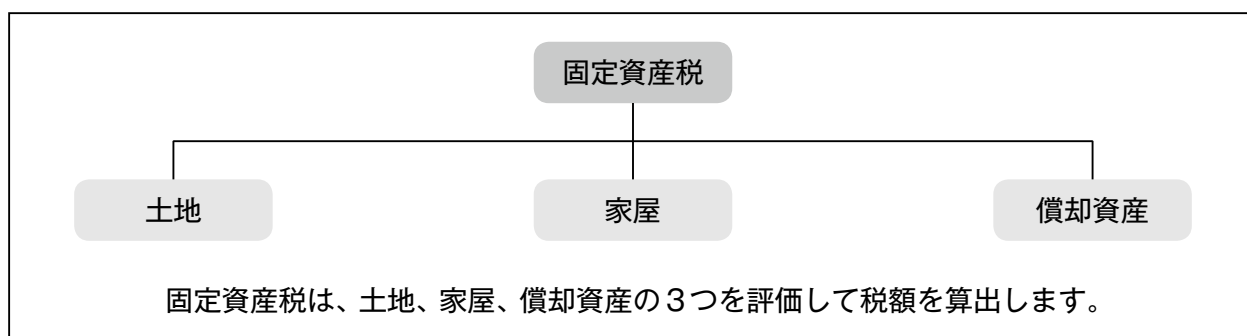 固定資産税
土地
家屋
償却資産
固定資産税は、土地、家屋、償却資産の３つを評価して税額を算出します。